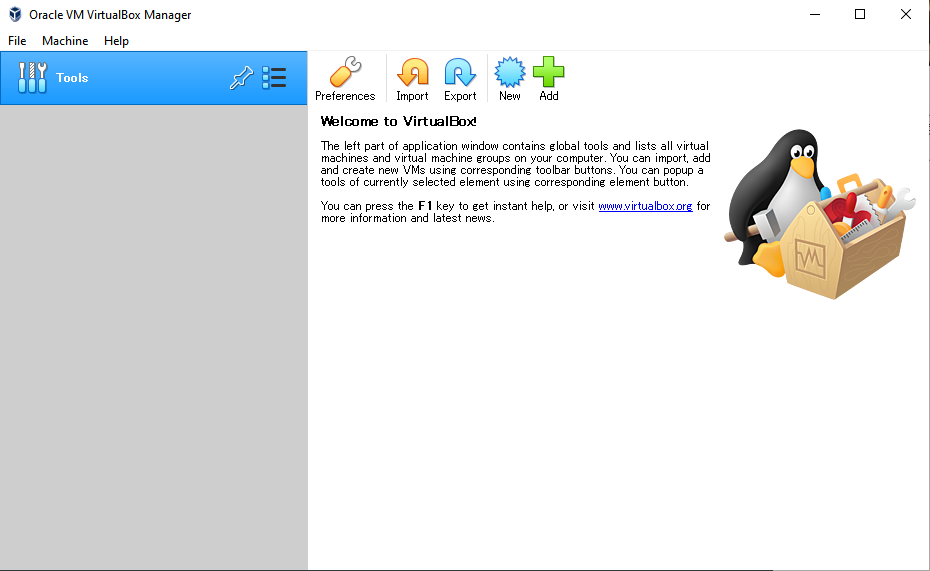 Oracle VM VirtualBox Manager
File Machine Help
Tools
Preferences Import Export New Add
Welcome to VirtualBox!
The left part of application window contains global tools and lists all virtual
machines and virtual machine groups on your computer. You can import, add
and create new VMs using corresponding toolbar buttons. You can popup a
tools of currently selected element using corresponding element button.
You can press the F1 key to get instant help, or visit www.virtualbox.org for
more information and latest news.